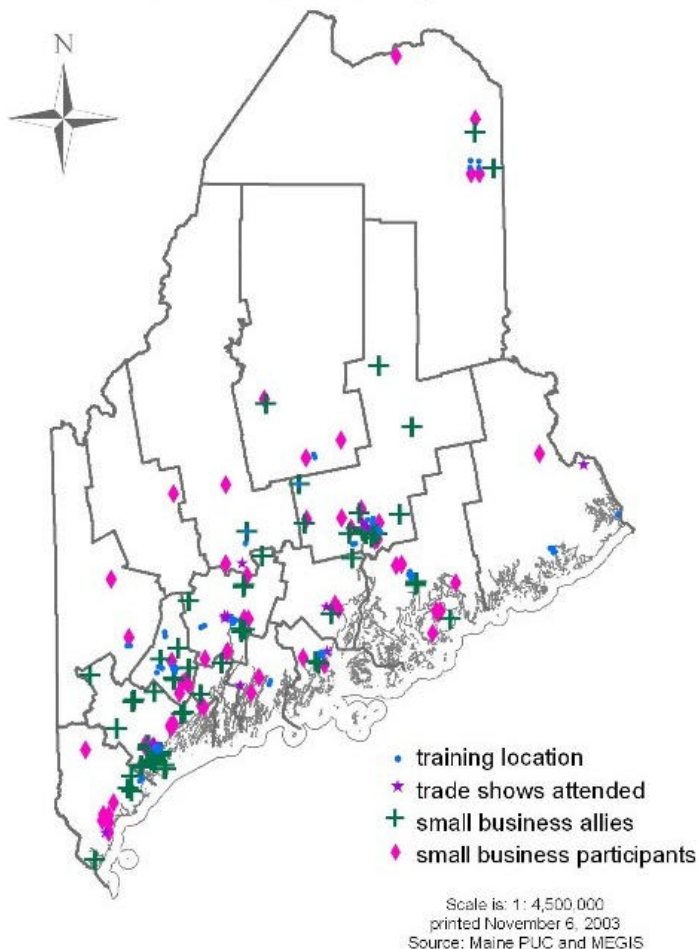 N
training location
trade shows attended
small business allies
small business participants
Scale is: 1: 4,500,000
printed November 6, 2003
Source: Maine PUC and MEGIS